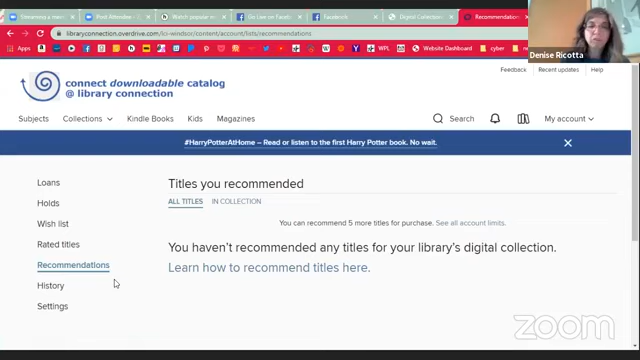 Streaming a mov
Post Attendee -
Watch popular m
Go Lee on Faceb
Facebook
Digital Collection
Recommendations
libraryconnection.overdrive.com/lci-windsor/content/account/lists/recommendations
Website Dashboard
cyber
ne
Denise Ricotta
Feedback
Recent updates
Help
connect downloadable catalog
@ library connection
Subjects
Collections
Kindle Books
Kids
Magazines
Search
My account
#HarryPotterAtHome – Read or listen to the first Harry Potter book. No wait.
Loans
Holds
Wish list
Rated titles
Recommendations
History
Settings
Titles you recommended
ALL TITLES
IN COLLECTION
You can recommend 5 more titles for purchase. See all account limits.
You haven't recommended any titles for your library's digital collection.
Learn how to recommend titles here.
zoom